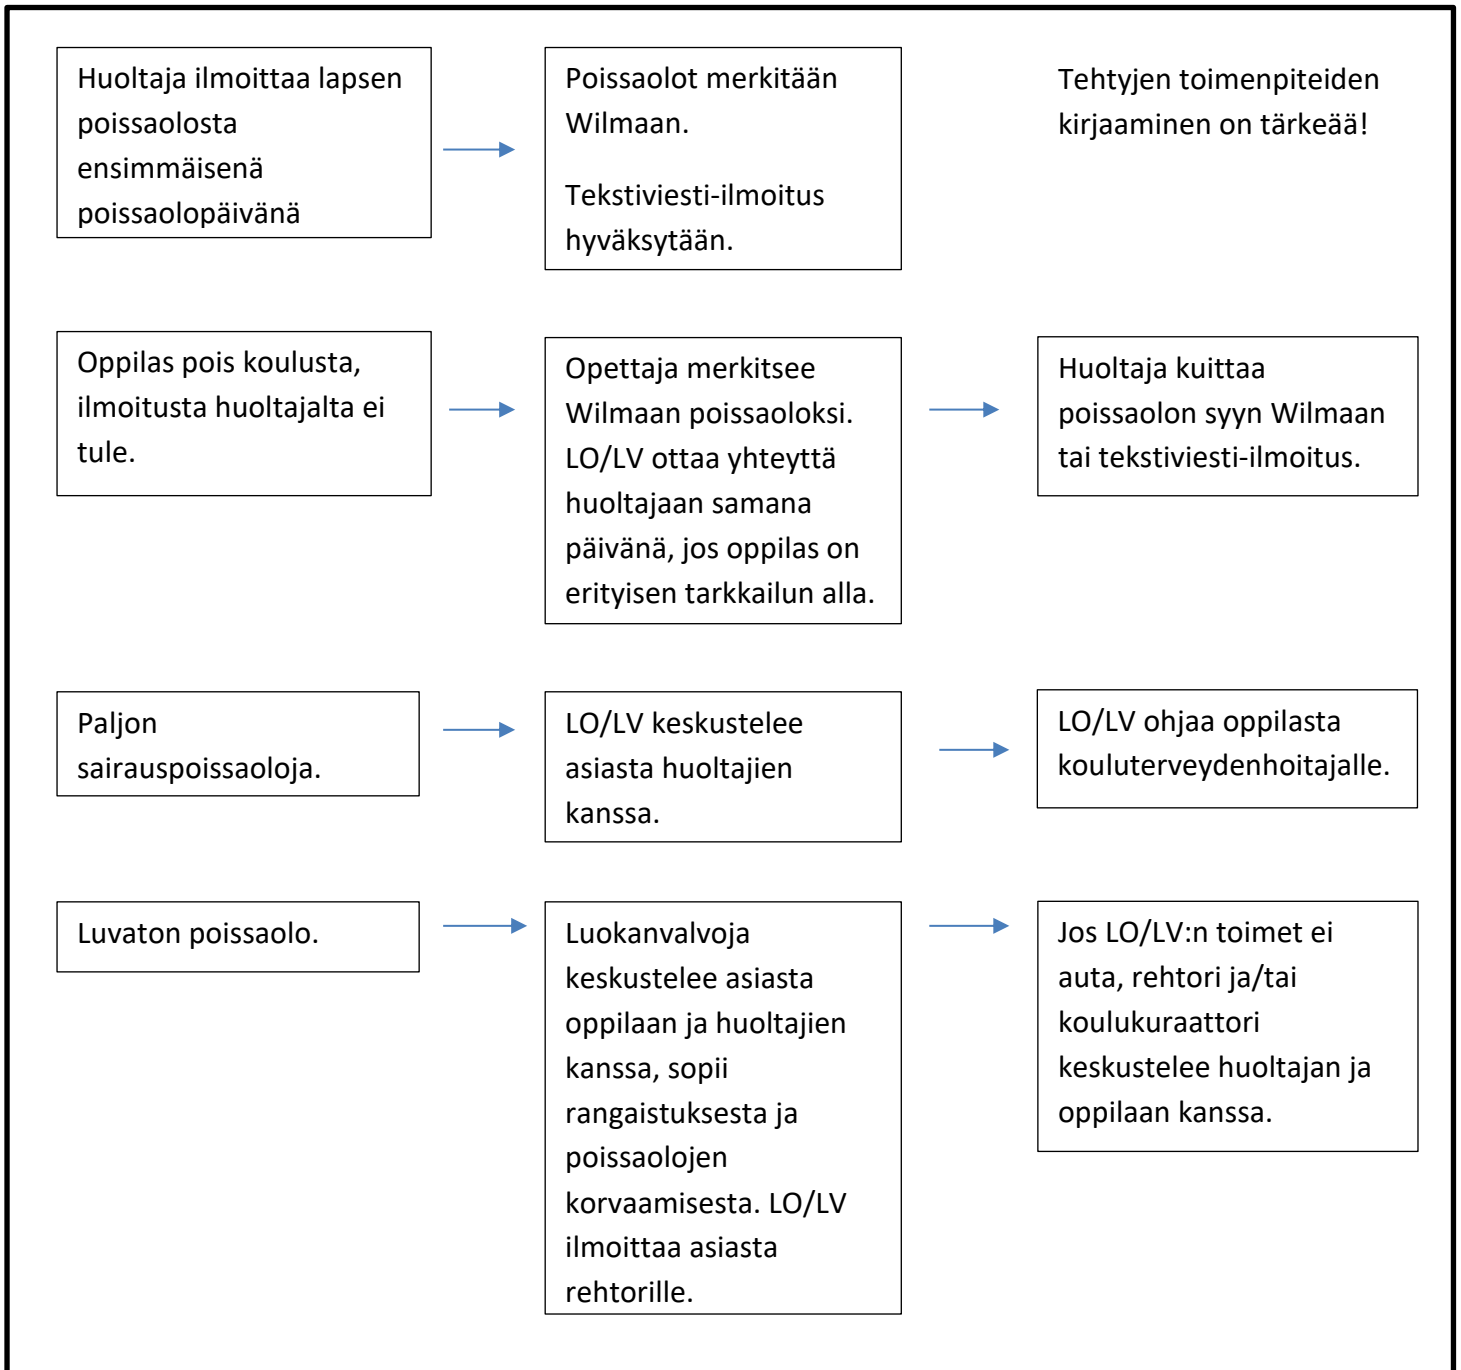 Huoltaja ilmoittaa lapsen
poissaolosta
ensimmäisenä
poissaolopäivänä
Poissaolot merkitään
Wilmaan.
Tekstiviesti-ilmoitus
hyväksytään.
Tehtyjen toimenpiteiden
kirjaaminen on tärkeää!
Oppilas pois koulusta,
ilmoitusta huoltajalta ei
tule.
Opettaja merkitsee
Wilmaan poissaoloksi.
LO/LV ottaa yhteyttä
huoltajaan samana
päivänä, jos oppilas on
erityisen tarkkailun alla.
Huoltaja kuittaa
poissaolon syyn Wilmaan
tai tekstiviesti-ilmoitus.
Paljon
sairauspoissaoloja.
LO/LV keskustelee
asiasta huoltajien
kanssa.
LO/LV ohjaa oppilasta
kouluterveydenhoitajalle.
Luvaton poissaolo.
Luokanvalvoja
keskustelee asiasta
oppilaan ja huoltajien
kanssa, sopii
rangaistuksesta ja
poissaolojen
korvaamisesta. LO/LV
ilmoittaa asiasta
rehtorille.
Jos LO/LV:n toimet ei
auta, rehtori ja/tai
koulukuraattori
keskustelee huoltajan ja
oppilaan kanssa.